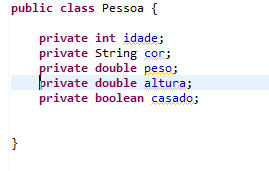 public class Pessoa {
private int idade;
private String cor;
private double peso;
private double altura;
private boolean casado;
}